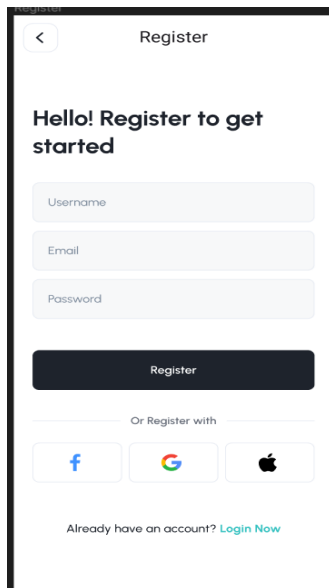 Register
Register
Hello! Register to get
started
Username
Email
Password
Register
Or Register with
Already have an account? Login Now